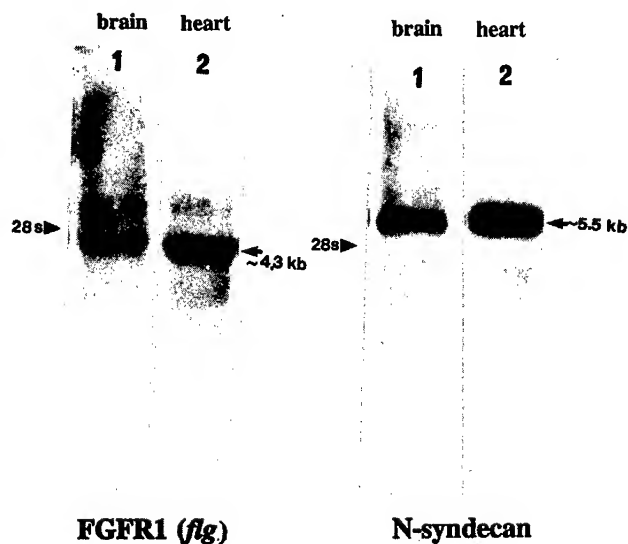 brain heart
1 2
28s
~4,3 kb
FGFR1 (flg)
brain heart
1 2
28s
~5.5 kb
N-syndecan